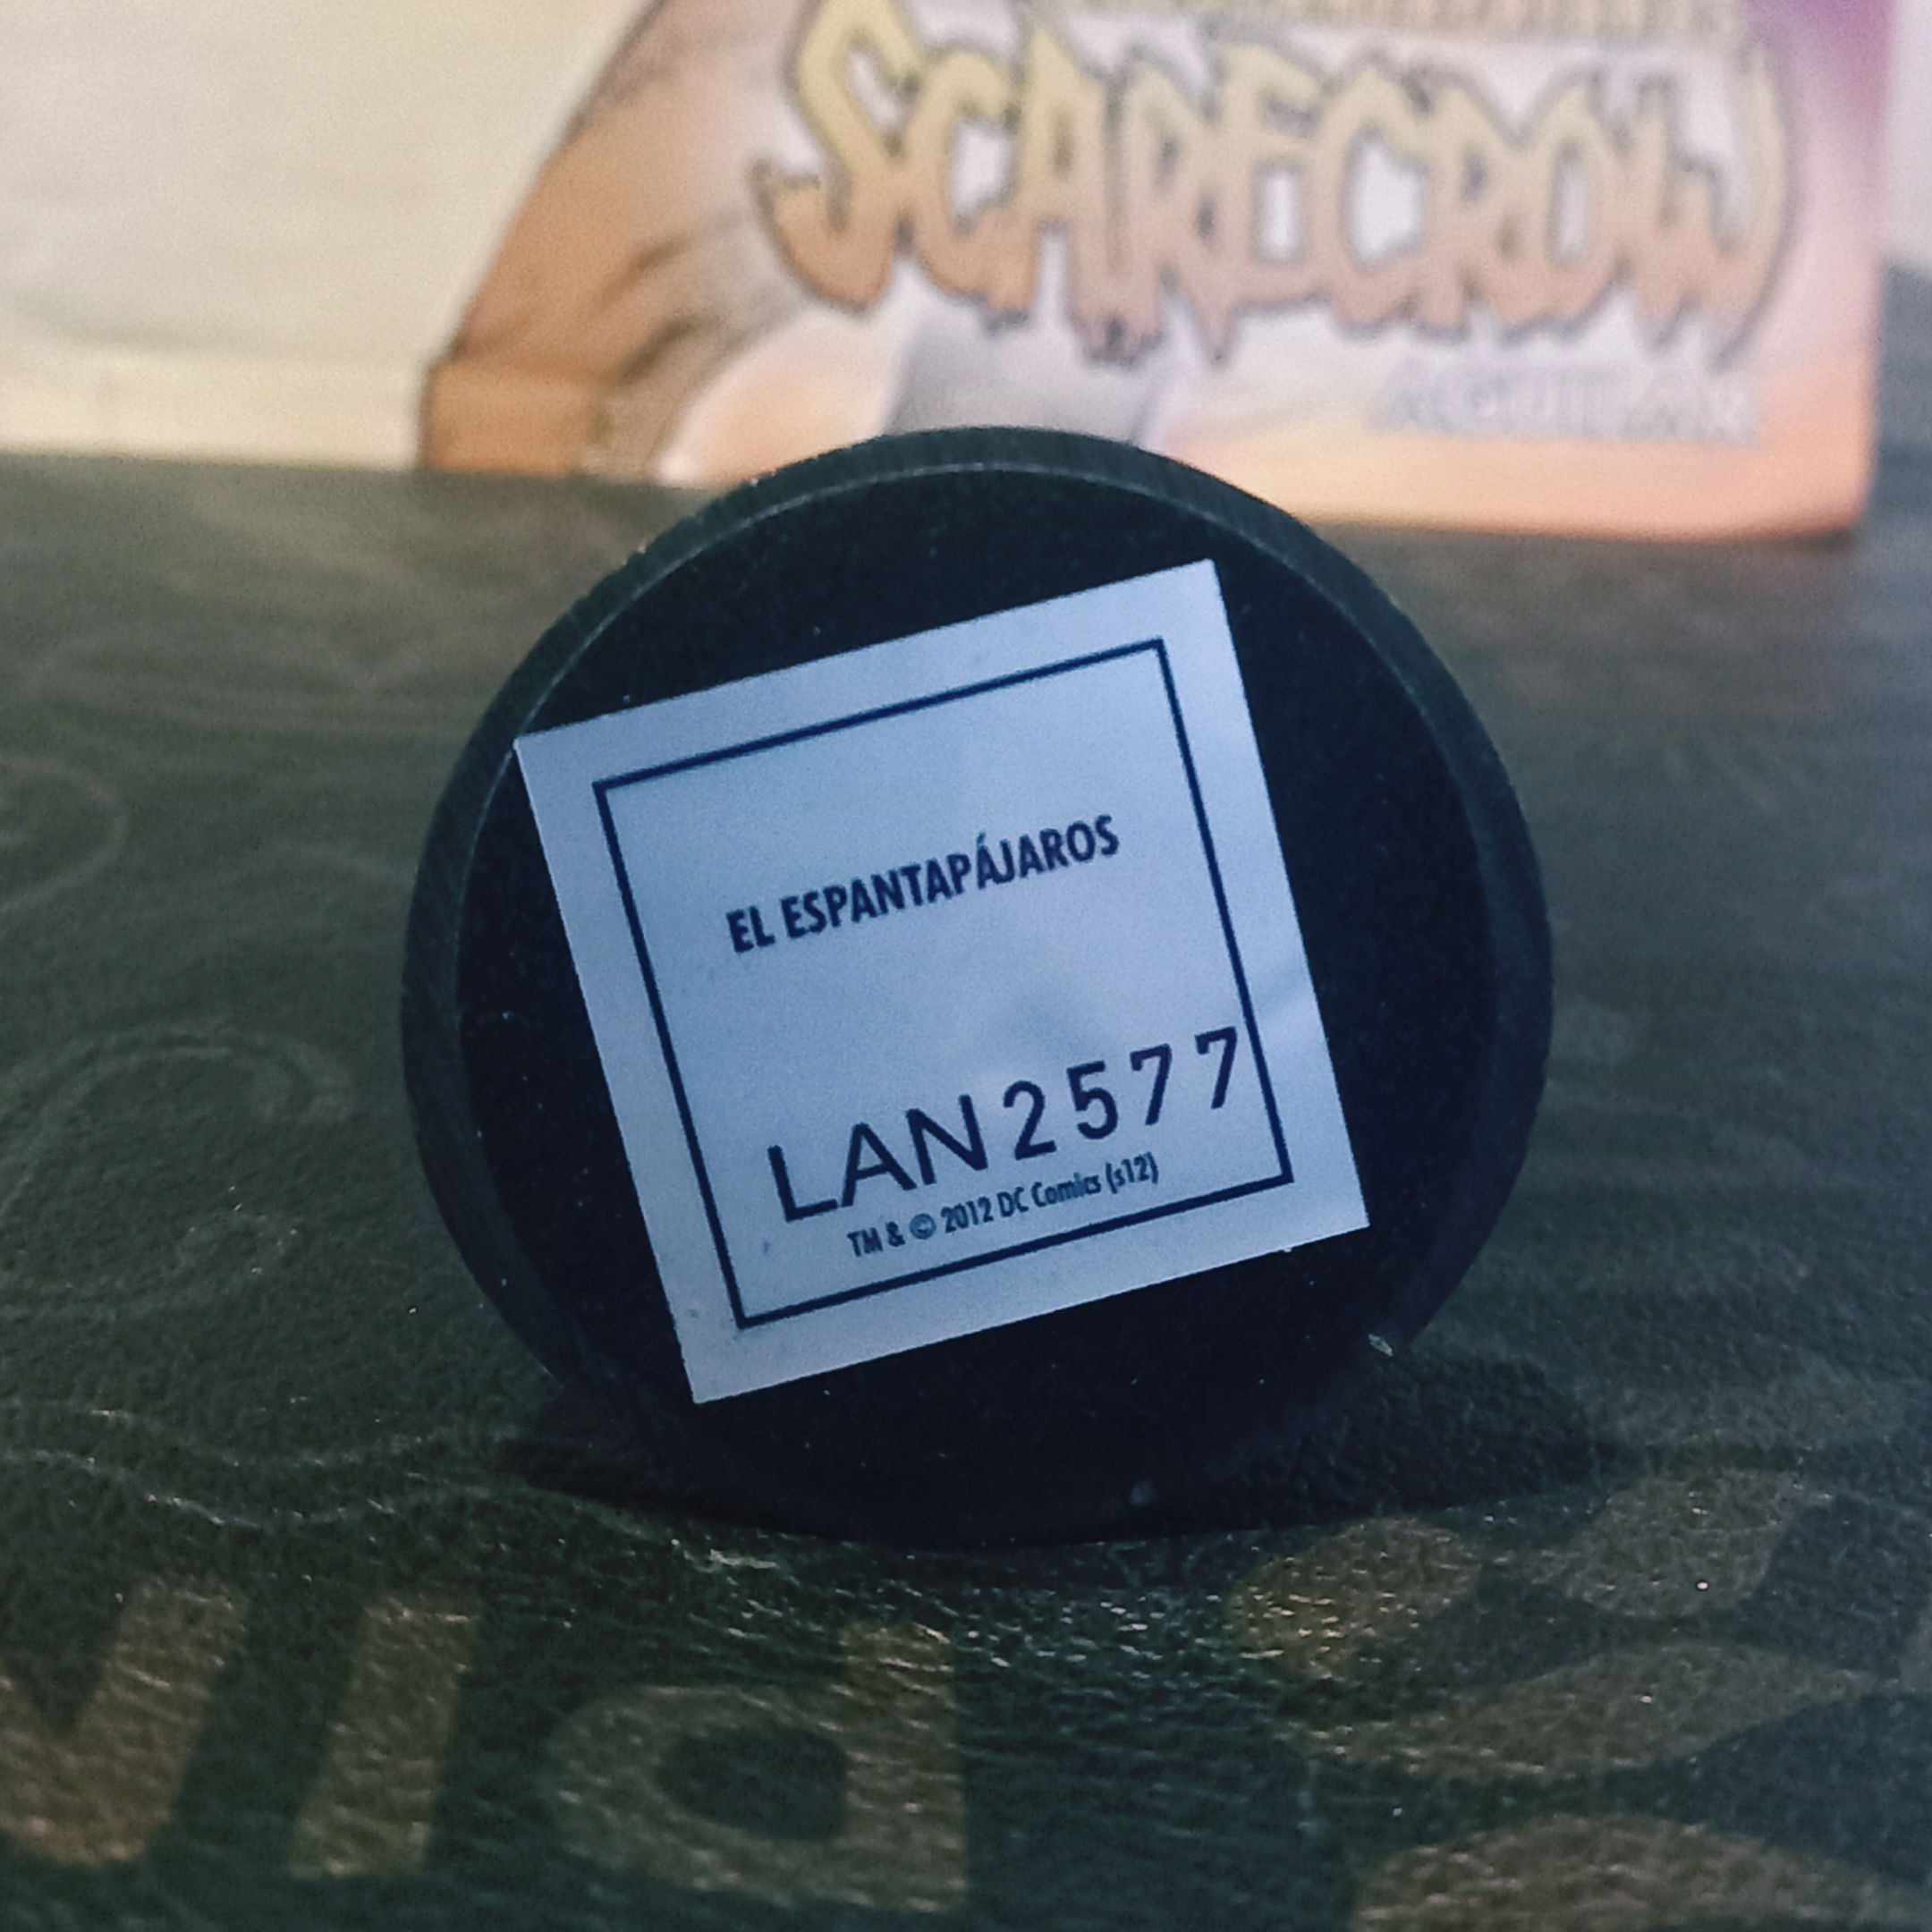 SCARECROW
EL ESPANTAPÁJAROS
LAN2577
TM & © 2012 DC Comics (s12)